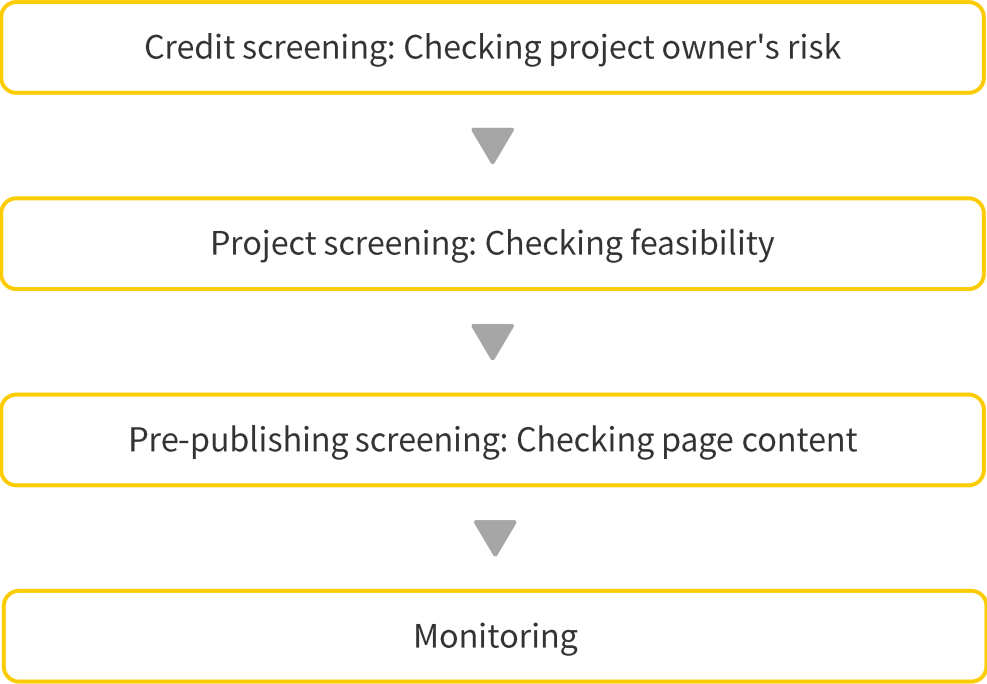 Credit screening: Checking project owner's risk
Project screening: Checking feasibility
Pre-publishing screening: Checking page content
Monitoring